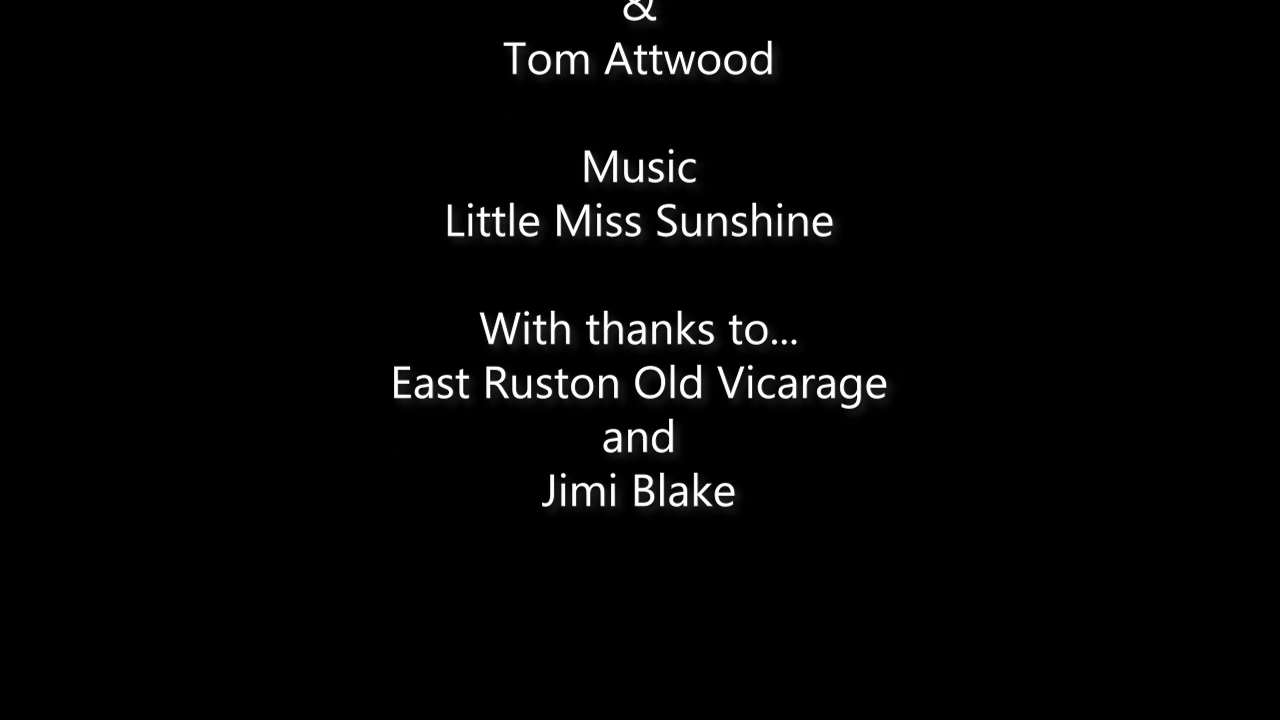 &
Tom Attwood
Music
Little Miss Sunshine
With thanks to...
East Ruston Old Vicarage
and
Jimi Blake